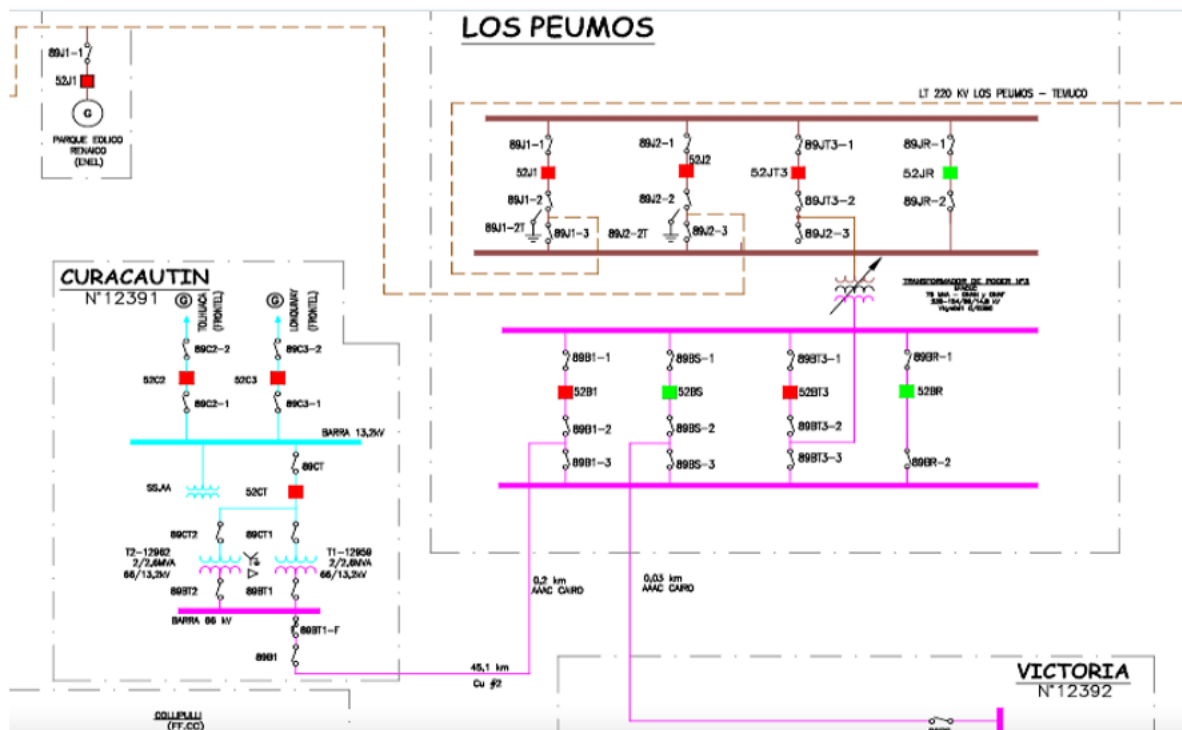 LOS PEUMOS
89J1-1
52J1
G
PARQUE EOLICO
RENAICO
(ENEL)
LT 220 KV LOS PEUMOS - TEMUCO
89J1-1
52J1
89J1-2
89J1-2T
89J1-3
89J2-1
52J2
89J2-2
89J2-2T
89J2-3
89JT3-1
52JT3
89JT3-2
89J2-3
89JR-1
52JR
89JR-2
TRANSFORMADOR DE PODER N°3
CURACAUTIN
N°12391
G
TOLHUACA
(FRONTEL)
G
LONQUIMAY
(FRONTEL)
89C2-2
52C2
89C2-1
89C3-2
52C3
89C3-1
BARRA 13,2kV
SS.AA
89CT
52CT
89CT2
89CT1
T2-12962
2/2,6MVA
66/13,2kV
T1-12959
2/2,6MVA
66/13,2kV
89BT2
89BT1
BARRA 66 kV
89BT1-F
89B1
89B1-1
52B1
89B1-2
89B1-3
89BS-1
52BS
89BS-2
89BS-3
89BT3-1
52BT3
89BT3-2
89BT3-3
89BR-1
52BR
89BR-2
0,2 km
AAAC CAIRO
0,03 km
AAAC CAIRO
45,1 km
Cu #2
VICTORIA
N°12392
COLLIPULLI
(FF.CC)